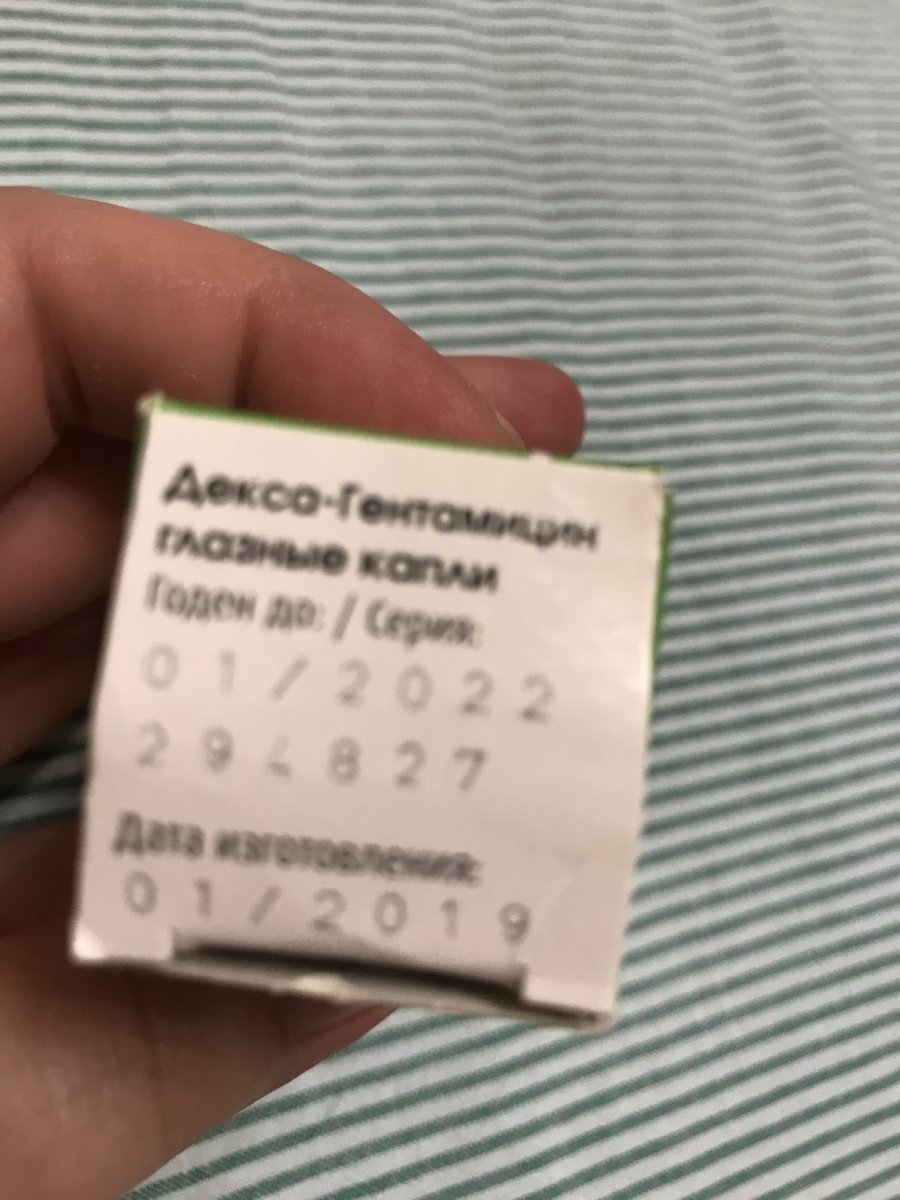 Декса-Гентамицин
глазные капли
Годен до: / Серия:
01/2022
294827
Дата изготовления:
01/2019